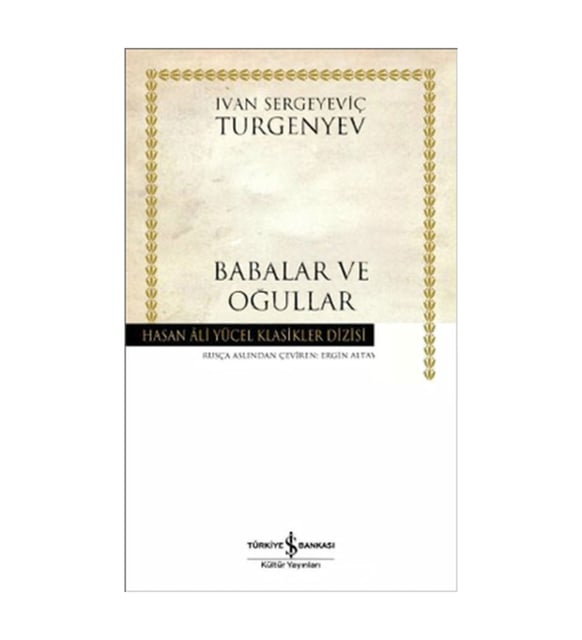 IVAN SERGEYEVİÇ
TURGENYEV
BABALAR VE
OĞULLAR
HASAN ÂLİ YÜCEL KLASİKLER DİZİSİ
RUSÇA ASLINDAN ÇEVİREN: ERGİN ALTAY
TÜRKİYE İŞ BANKASI
Kültür Yayınları